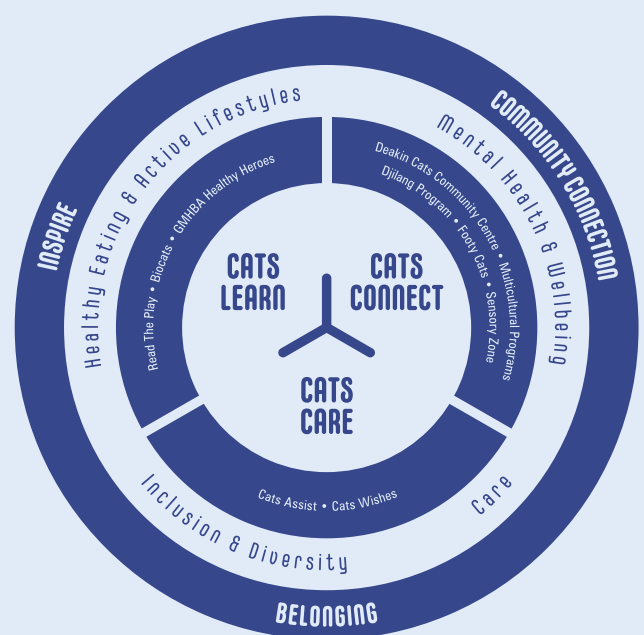 INSPIRE
COMMUNITY CONNECTION
BELONGING
Healthy Eating & Active Lifestyles
Mental Health & Wellbeing
Inclusion & Diversity
Care
Read The Play • Biocats • GMHBA Healthy Heroes
Deakin Cats Community Centre • Multicultural Programs
Djilang Program • Footy Cats • Sensory Zone
Cats Assist • Cats Wishes
CATS
LEARN
CATS
CONNECT
CATS
CARE